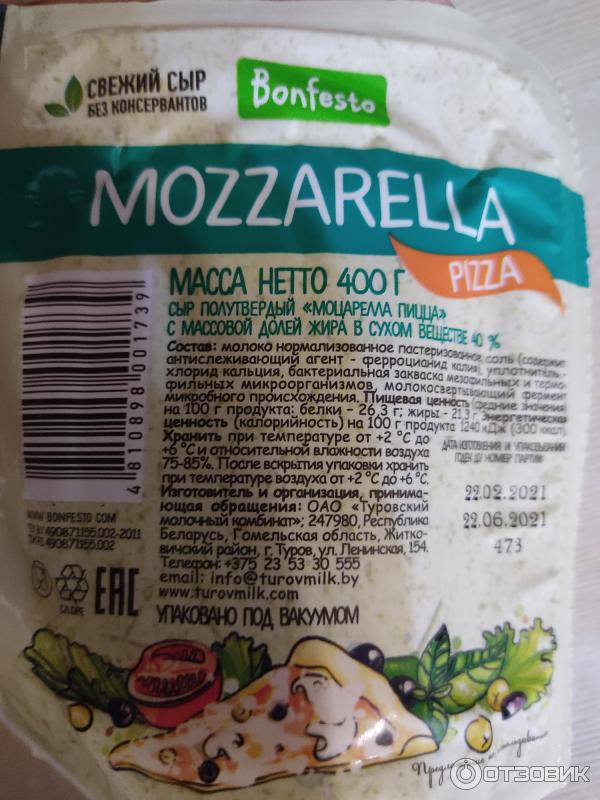 СВЕЖИЙ СЫР
БЕЗ КОНСЕРВАНТОВ
Bonfesto
MOZZARELLA
PIZZA
МАССА НЕТТО 400 Г
СЫР ПОЛУТВЕРДЫЙ «МОЦАРЕЛЛА ПИЦЦА»
С МАССОВОЙ ДОЛЕЙ ЖИРА В СУХОМ ВЕЩЕСТВЕ 40 %
Состав: молоко нормализованное пастеризованное, соль (содержит
антислеживающий агент - ферроцианид калия), уплотнитель -
хлорид кальция, бактериальная закваска мезофильных и термо-
фильных микроорганизмов, молокосвертывающий фермент
микробного происхождения. Пищевая ценность (средние значения)
на 100 г продукта: белки – 26,3 г; жиры - 21,3 г, энергетическая
ценность (калорийность) на 100 г продукта 1240 кДж (300 ккал).
Хранить при температуре от +2 °C до
+6 °C и относительной влажности воздуха
75-85%. После вскрытия упаковки хранить
при температуре воздуха от +2 °C до +6 °C.
Изготовитель и организация, принима-
ющая обращения: ОАО «Туровский
молочный комбинат»; 247980, Республика
Беларусь, Гомельская область, Житко-
вичский район, г. Туров, ул. Ленинская, 154.
Телефон: +375 23 53 30 555
email: info@turovmilk.by
www.turovmilk.com
УПАКОВАНО ПОД ВАКУУМОМ
ДАТА ИЗГОТОВЛЕНИЯ И УПАКОВЫВАНИЯ
ГОДЕН ДО НОМЕР ПАРТИИ:
22.02.2021
22.06.2021
473
4 810898 001739
WWW.BONFESTO.COM
ТУ BY 490871155.002-2011
490871155.002
C/LDPE
EAC
Предложение использования
ОТЗОВИК